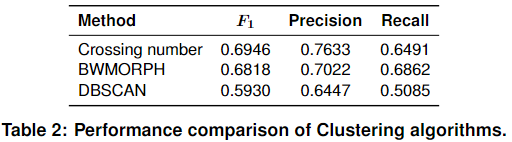 Method F1 Precision Recall
Crossing number 0.6946 0.7633 0.6491
BWMORPH 0.6818 0.7022 0.6862
DBSCAN 0.5930 0.6447 0.5085
Table 2: Performance comparison of Clustering algorithms.